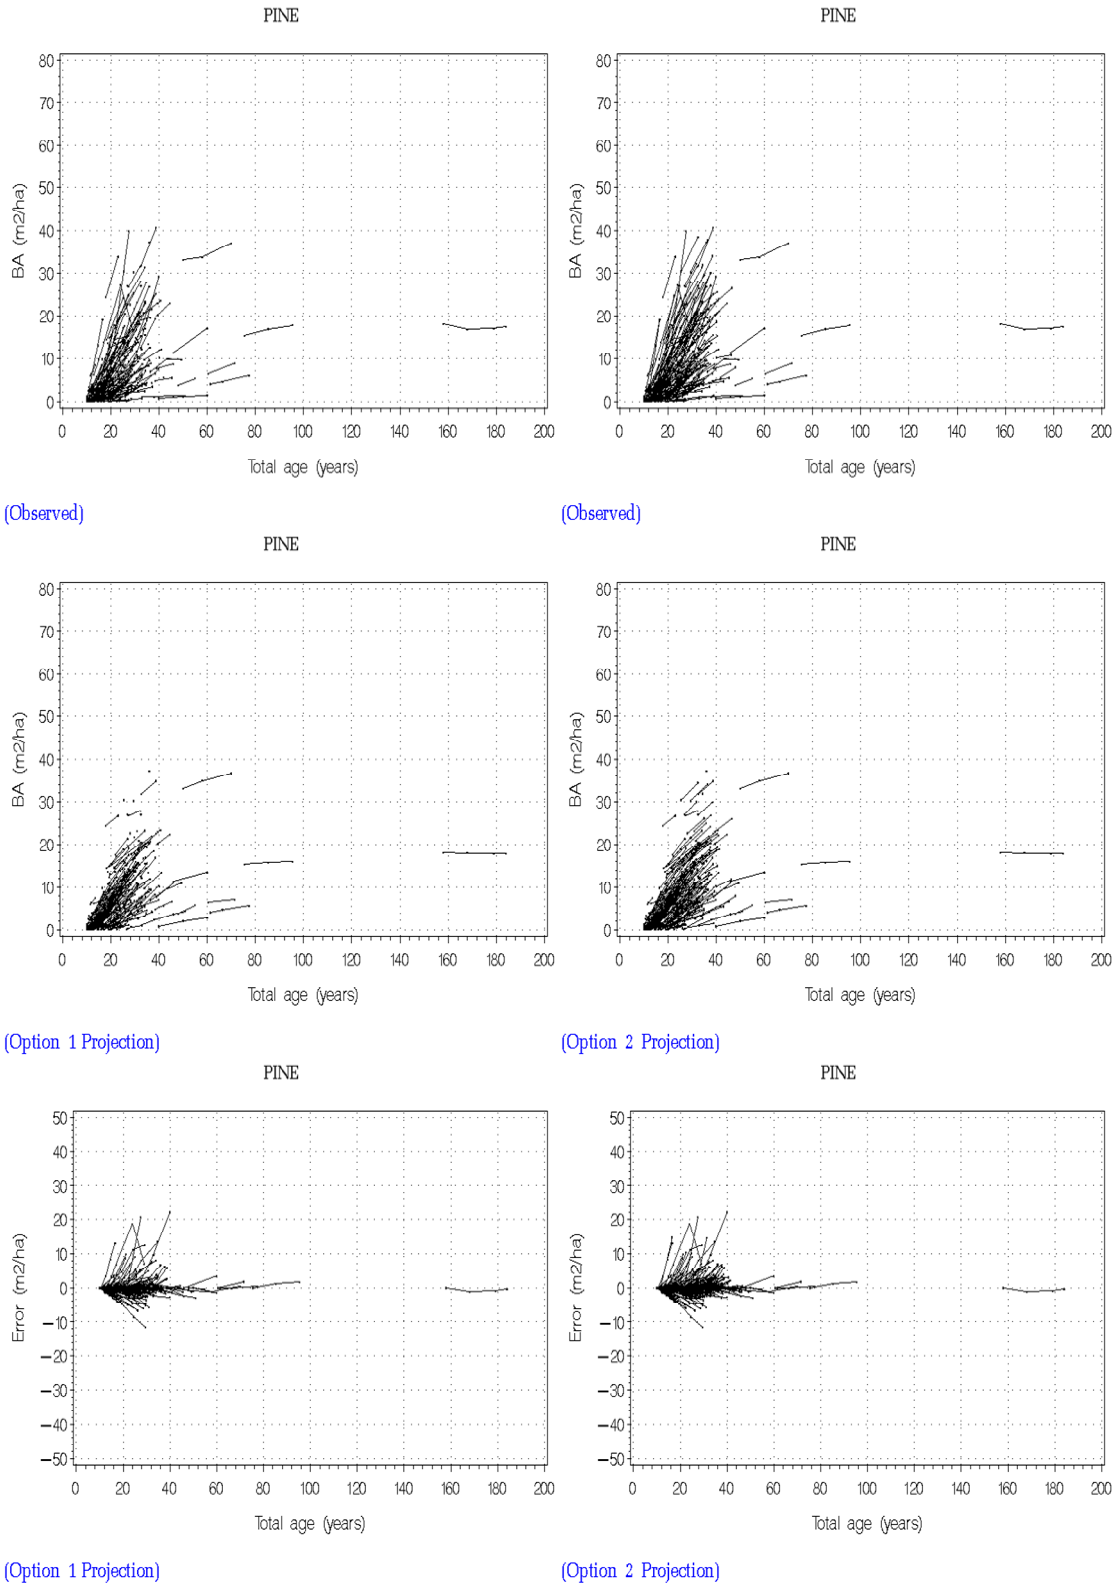 PINE PINE
80 80
70 70
60 60
50 50
40 40
30 30
20 20
10 10
0 0
BA (m2/ha) BA (m2/ha)
0 20 40 60 80 100 120 140 160 180 200 0 20 40 60 80 100 120 140 160 180 200
Total age (years) Total age (years)
(Observed) (Observed)
PINE PINE
80 80
70 70
60 60
50 50
40 40
30 30
20 20
10 10
0 0
BA (m2/ha) BA (m2/ha)
0 20 40 60 80 100 120 140 160 180 200 0 20 40 60 80 100 120 140 160 180 200
Total age (years) Total age (years)
(Option 1 Projection) (Option 2 Projection)
PINE PINE
50 50
40 40
30 30
20 20
10 10
0 0
−10 −10
−20 −20
−30 −30
−40 −40
−50 −50
Error (m2/ha) Error (m2/ha)
0 20 40 60 80 100 120 140 160 180 200 0 20 40 60 80 100 120 140 160 180 200
Total age (years) Total age (years)
(Option 1 Projection) (Option 2 Projection)